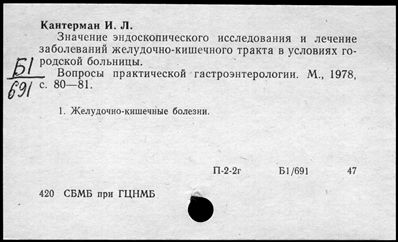 Кантерман И. Л.
Значение эндоскопического исследования и лечение
заболеваний желудочно-кишечного тракта в условиях го-
родской больницы.
Вопросы практической гастроэнтерологии. М., 1978,
с. 80—81.
Б1
691
1. Желудочно-кишечные болезни.
П-2-2г Б1/691 47
420 СБМБ при ГЦНМБ